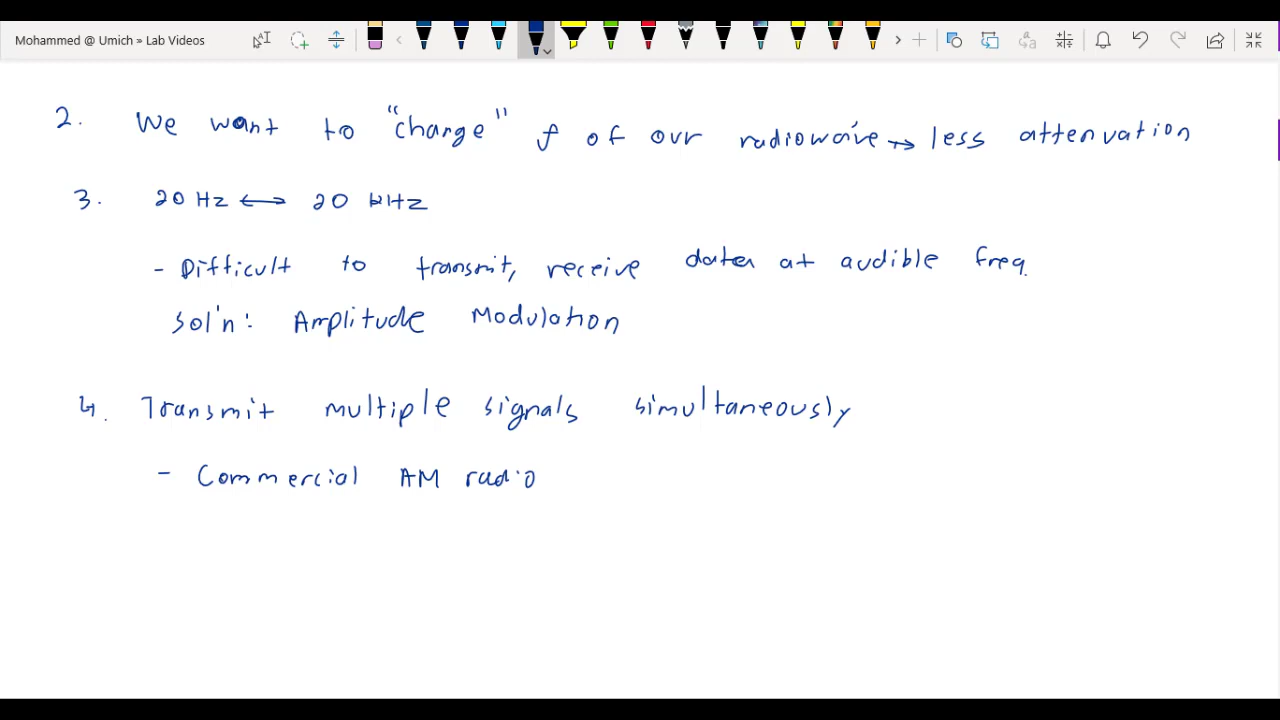 Mohammed @ Umich » Lab Videos
2. We want to "change" f of our radiowave → less attenuation
3. 20 Hz ↔ 20 kHz
- Difficult to transmit, receive data at audible freq.
Sol'n: Amplitude Modulation
4. Transmit multiple signals simultaneously
- Commercial AM radio